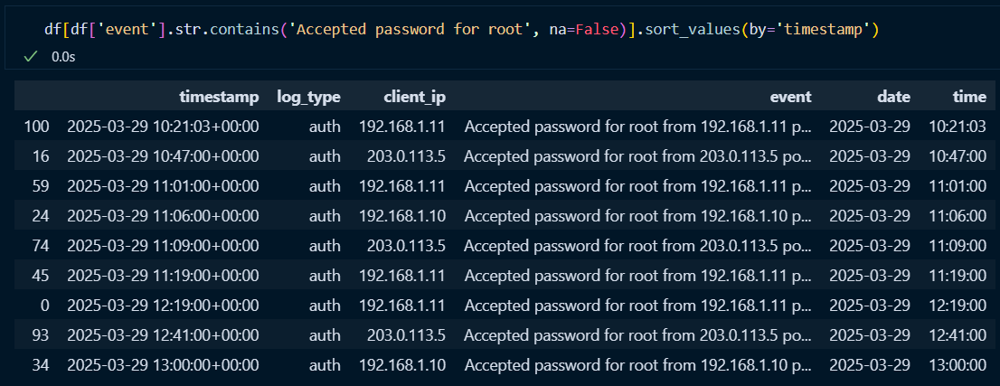 df[df['event'].str.contains('Accepted password for root', na=False)].sort_values(by='timestamp')
0.0s
timestamp log_type client_ip event date time
100 2025-03-29 10:21:03+00:00 auth 192.168.1.11 Accepted password for root from 192.168.1.11 p... 2025-03-29 10:21:03
16 2025-03-29 10:47:00+00:00 auth 203.0.113.5 Accepted password for root from 203.0.113.5 po... 2025-03-29 10:47:00
59 2025-03-29 11:01:00+00:00 auth 192.168.1.11 Accepted password for root from 192.168.1.11 p... 2025-03-29 11:01:00
24 2025-03-29 11:06:00+00:00 auth 192.168.1.10 Accepted password for root from 192.168.1.10 p... 2025-03-29 11:06:00
74 2025-03-29 11:09:00+00:00 auth 203.0.113.5 Accepted password for root from 203.0.113.5 po... 2025-03-29 11:09:00
45 2025-03-29 11:19:00+00:00 auth 192.168.1.11 Accepted password for root from 192.168.1.11 p... 2025-03-29 11:19:00
0 2025-03-29 12:19:00+00:00 auth 192.168.1.11 Accepted password for root from 192.168.1.11 p... 2025-03-29 12:19:00
93 2025-03-29 12:41:00+00:00 auth 203.0.113.5 Accepted password for root from 203.0.113.5 po... 2025-03-29 12:41:00
34 2025-03-29 13:00:00+00:00 auth 192.168.1.10 Accepted password for root from 192.168.1.10 p... 2025-03-29 13:00:00